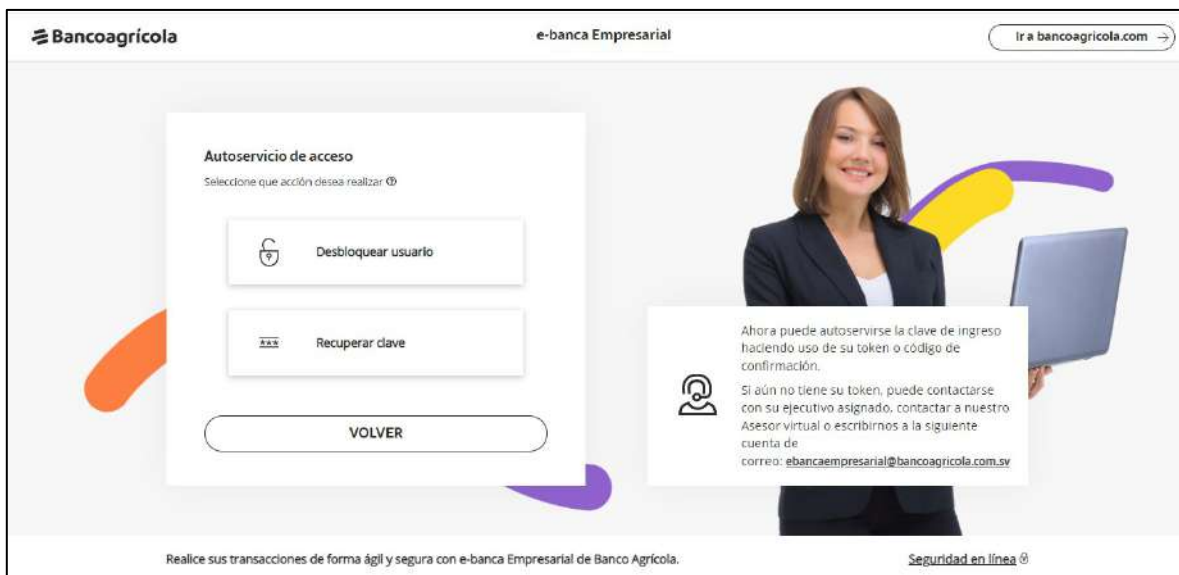 Bancoagrícola
e-banca Empresarial
Ir a bancoagricola.com
Autoservicio de acceso
Seleccione que acción desea realizar
Desbloquear usuario
Recuperar clave
VOLVER
Ahora puede autoservirse la clave de ingreso
haciendo uso de su token o código de
confirmación.
Si aún no tiene su token, puede contactarse
con su ejecutivo asignado, contactar a nuestro
Asesor virtual o escribirnos a la siguiente
cuenta de
correo: ebancaempresarial@bancoagricola.com.sv
Realice sus transacciones de forma ágil y segura con e-banca Empresarial de Banco Agrícola.
Seguridad en línea